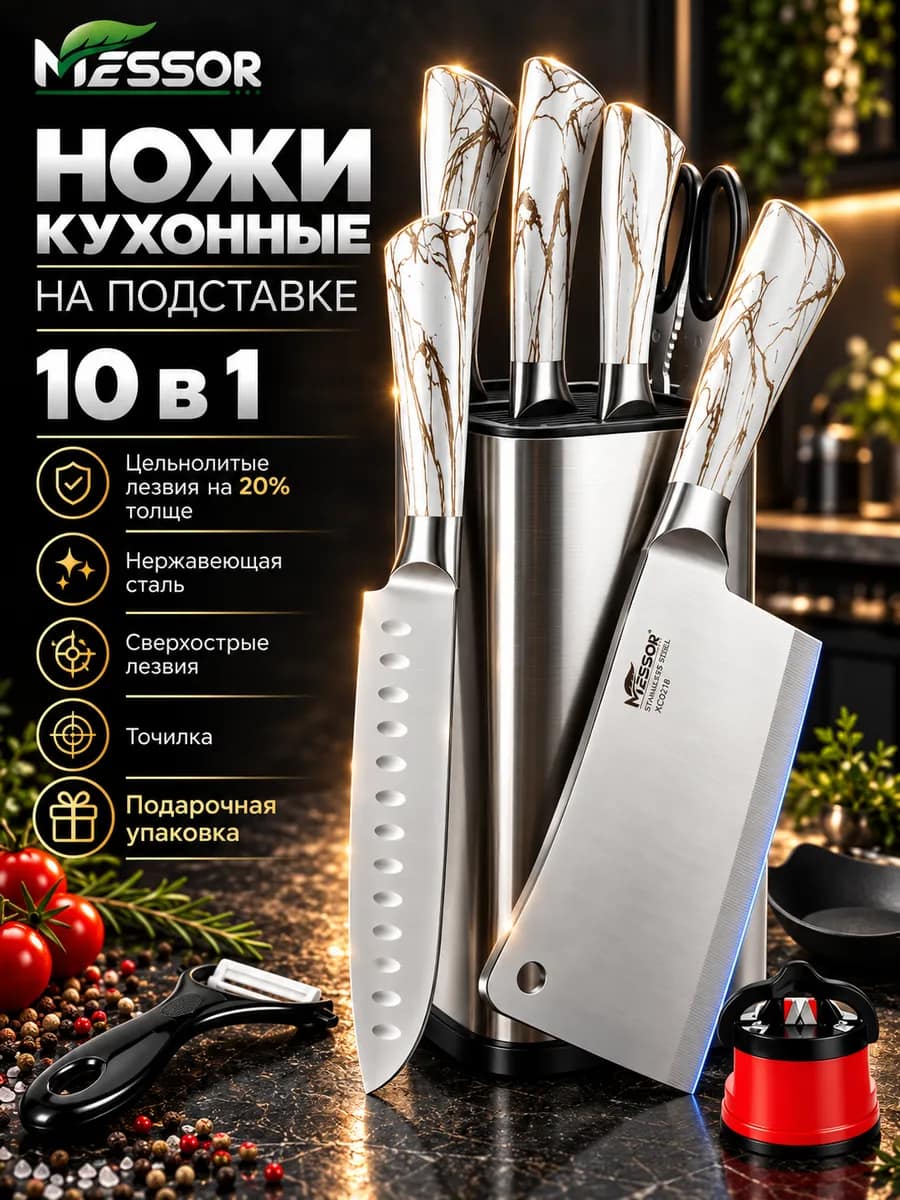 MESSOR
НОЖИ
КУХОННЫЕ
НА ПОДСТАВКЕ
10 в 1
Цельнолитые
лезвия на 20%
толще
Нержавеющая
сталь
Сверхострые
лезвия
Точилка
Подарочная
упаковка
MESSOR®
STAINLESS STEEL
XC0218